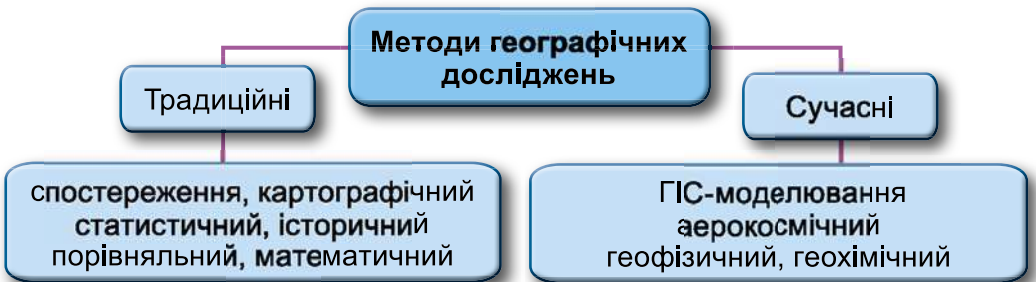 Методи географічних
досліджень
Традиційні
Сучасні
спостереження, картографічний
статистичний, історичний
порівняльний, математичний
ГІС-моделювання
аерокосмічний
геофізичний, геохімічний